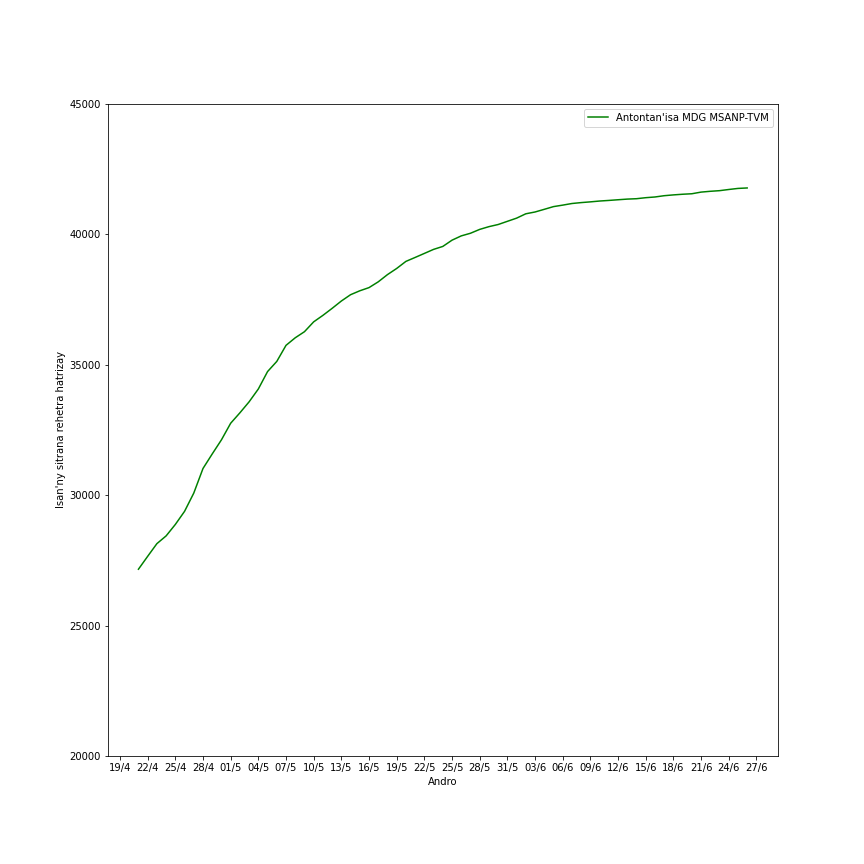 Antontan'isa MDG MSANP-TVM
45000
40000
35000
30000
25000
20000
Isan'ny sitrana rehetra hatrizay
19/4 22/4 25/4 28/4 01/5 04/5 07/5 10/5 13/5 16/5 19/5 22/5 25/5 28/5 31/5 03/6 06/6 09/6 12/6 15/6 18/6 21/6 24/6 27/6
Andro